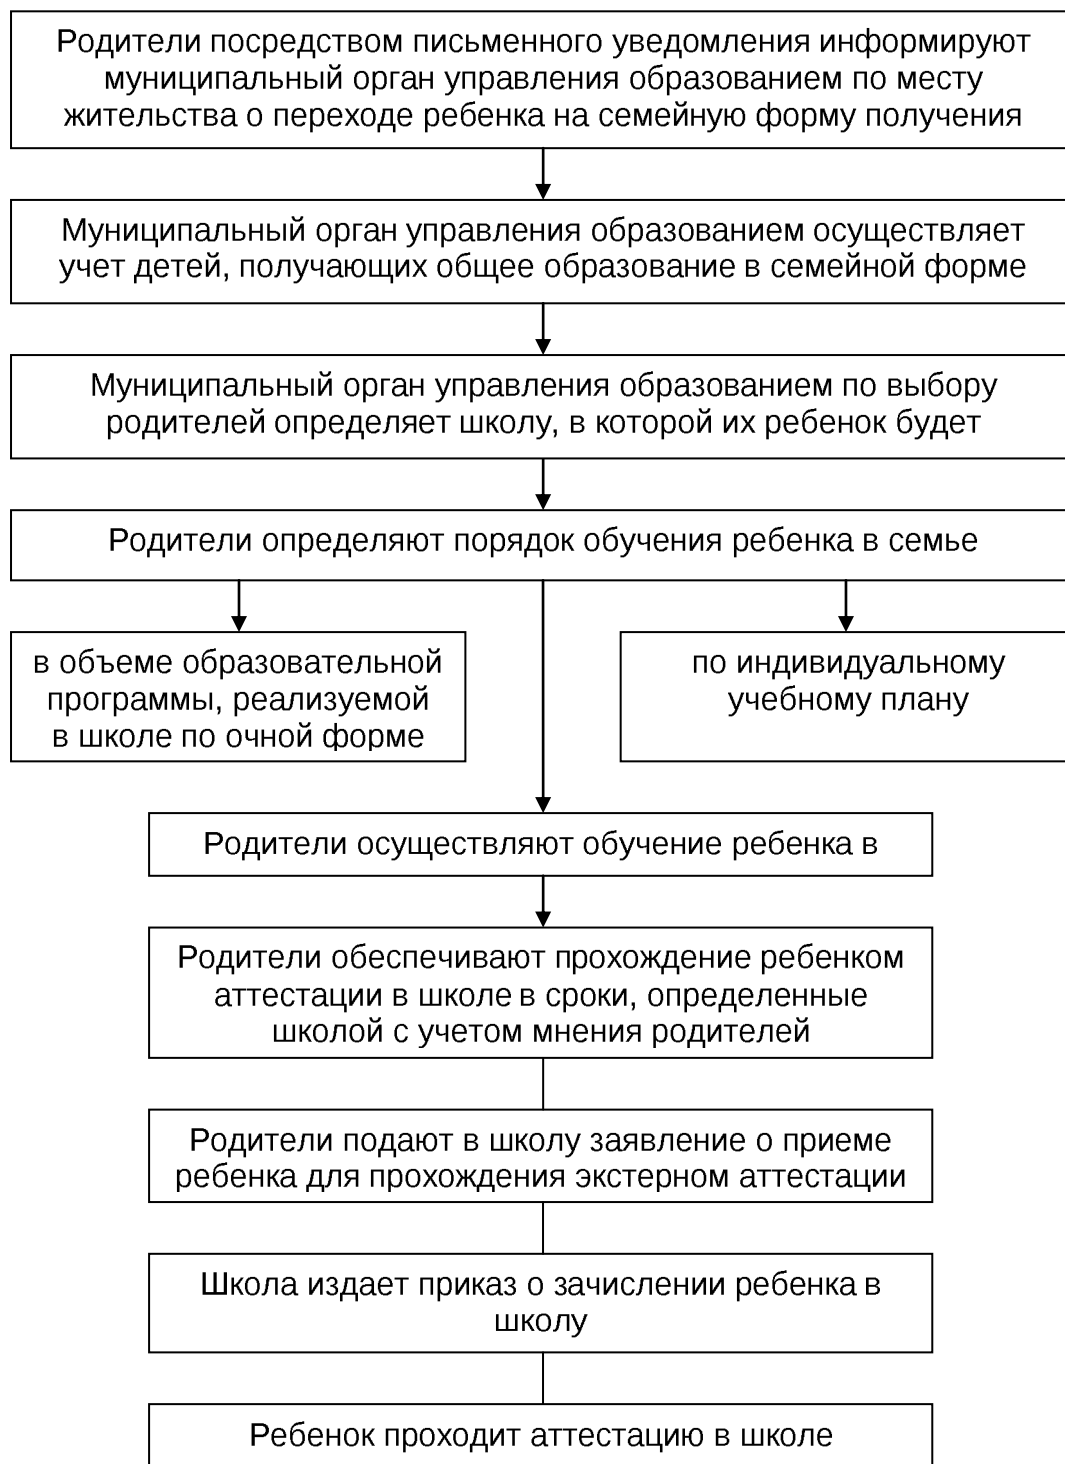 Родители посредством письменного уведомления информируют
муниципальный орган управления образованием по месту
жительства о переходе ребенка на семейную форму получения
Муниципальный орган управления образованием осуществляет
учет детей, получающих общее образование в семейной форме
Муниципальный орган управления образованием по выбору
родителей определяет школу, в которой их ребенок будет
Родители определяют порядок обучения ребенка в семье
в объеме образовательной
программы, реализуемой
в школе по очной форме
по индивидуальному
учебному плану
Родители осуществляют обучение ребенка в
Родители обеспечивают прохождение ребенком
аттестации в школе в сроки, определенные
школой с учетом мнения родителей
Родители подают в школу заявление о приеме
ребенка для прохождения экстерном аттестации
Школа издает приказ о зачислении ребенка в
школу
Ребенок проходит аттестацию в школе